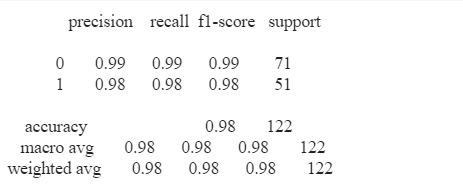 precision recall f1-score support
0 0.99 0.99 0.99 71
1 0.98 0.98 0.98 51
accuracy 0.98 122
macro avg 0.98 0.98 0.98 122
weighted avg 0.98 0.98 0.98 122